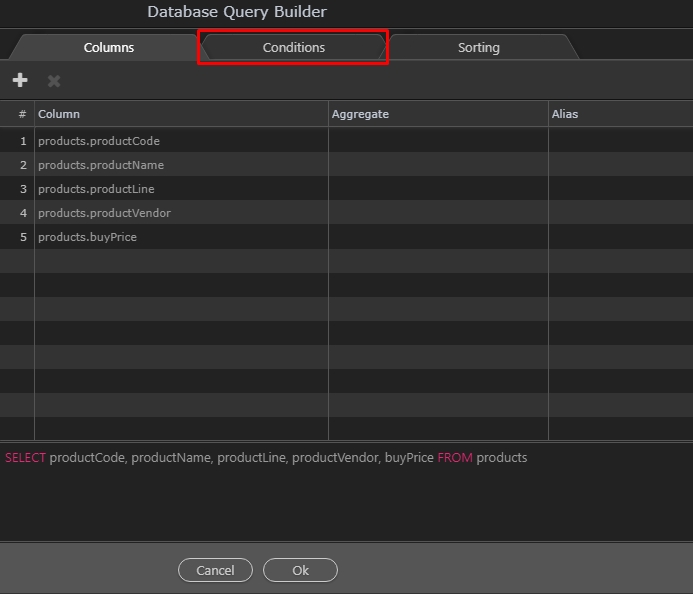 Database Query Builder
Columns Conditions Sorting
# Column Aggregate Alias
1 products.productCode
2 products.productName
3 products.productLine
4 products.productVendor
5 products.buyPrice
SELECT productCode, productName, productLine, productVendor, buyPrice FROM products
Cancel Ok